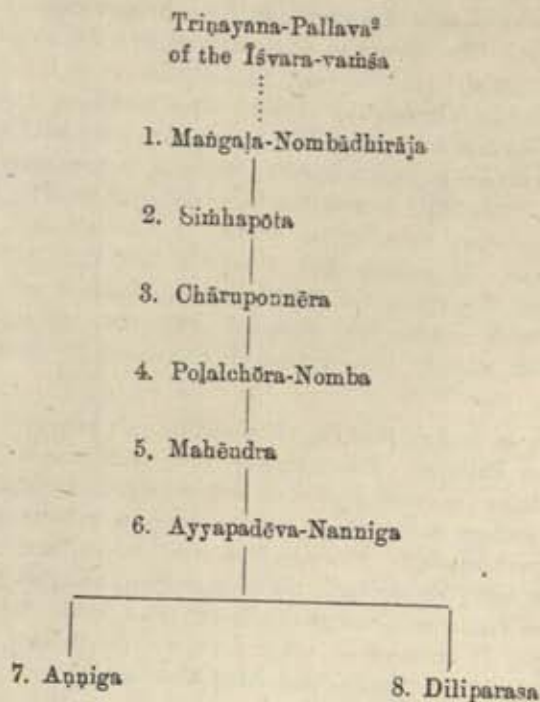 Triṇayana-Pallava²
of the Īśvara-vaṁśa
1. Maṅgaḷa-Nombādhirāja
2. Siṁhapōta
3. Chāruponnēra
4. Poḷalchōra-Nomba
5. Mahēndra
6. Ayyapadēva-Nanniga
7. Aṇṇiga
8. Diliparasa